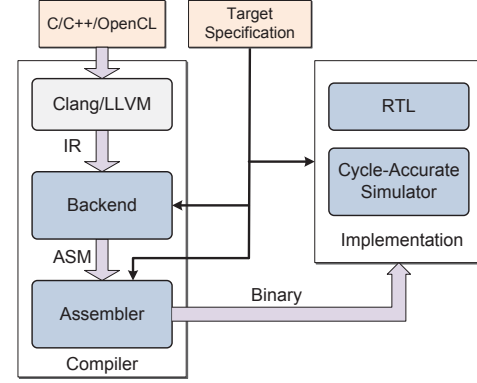 C/C++/OpenCL
Target
Specification
Clang/LLVM
IR
Backend
ASM
Assembler
Compiler
Binary
RTL
Cycle-Accurate
Simulator
Implementation